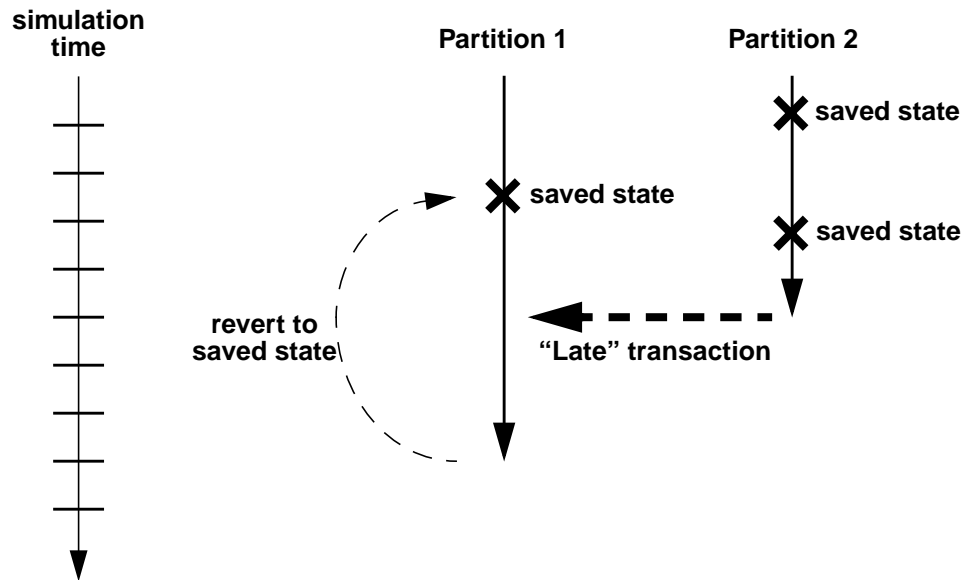 simulation
time
Partition 1
Partition 2
saved state
saved state
saved state
revert to
saved state
“Late” transaction